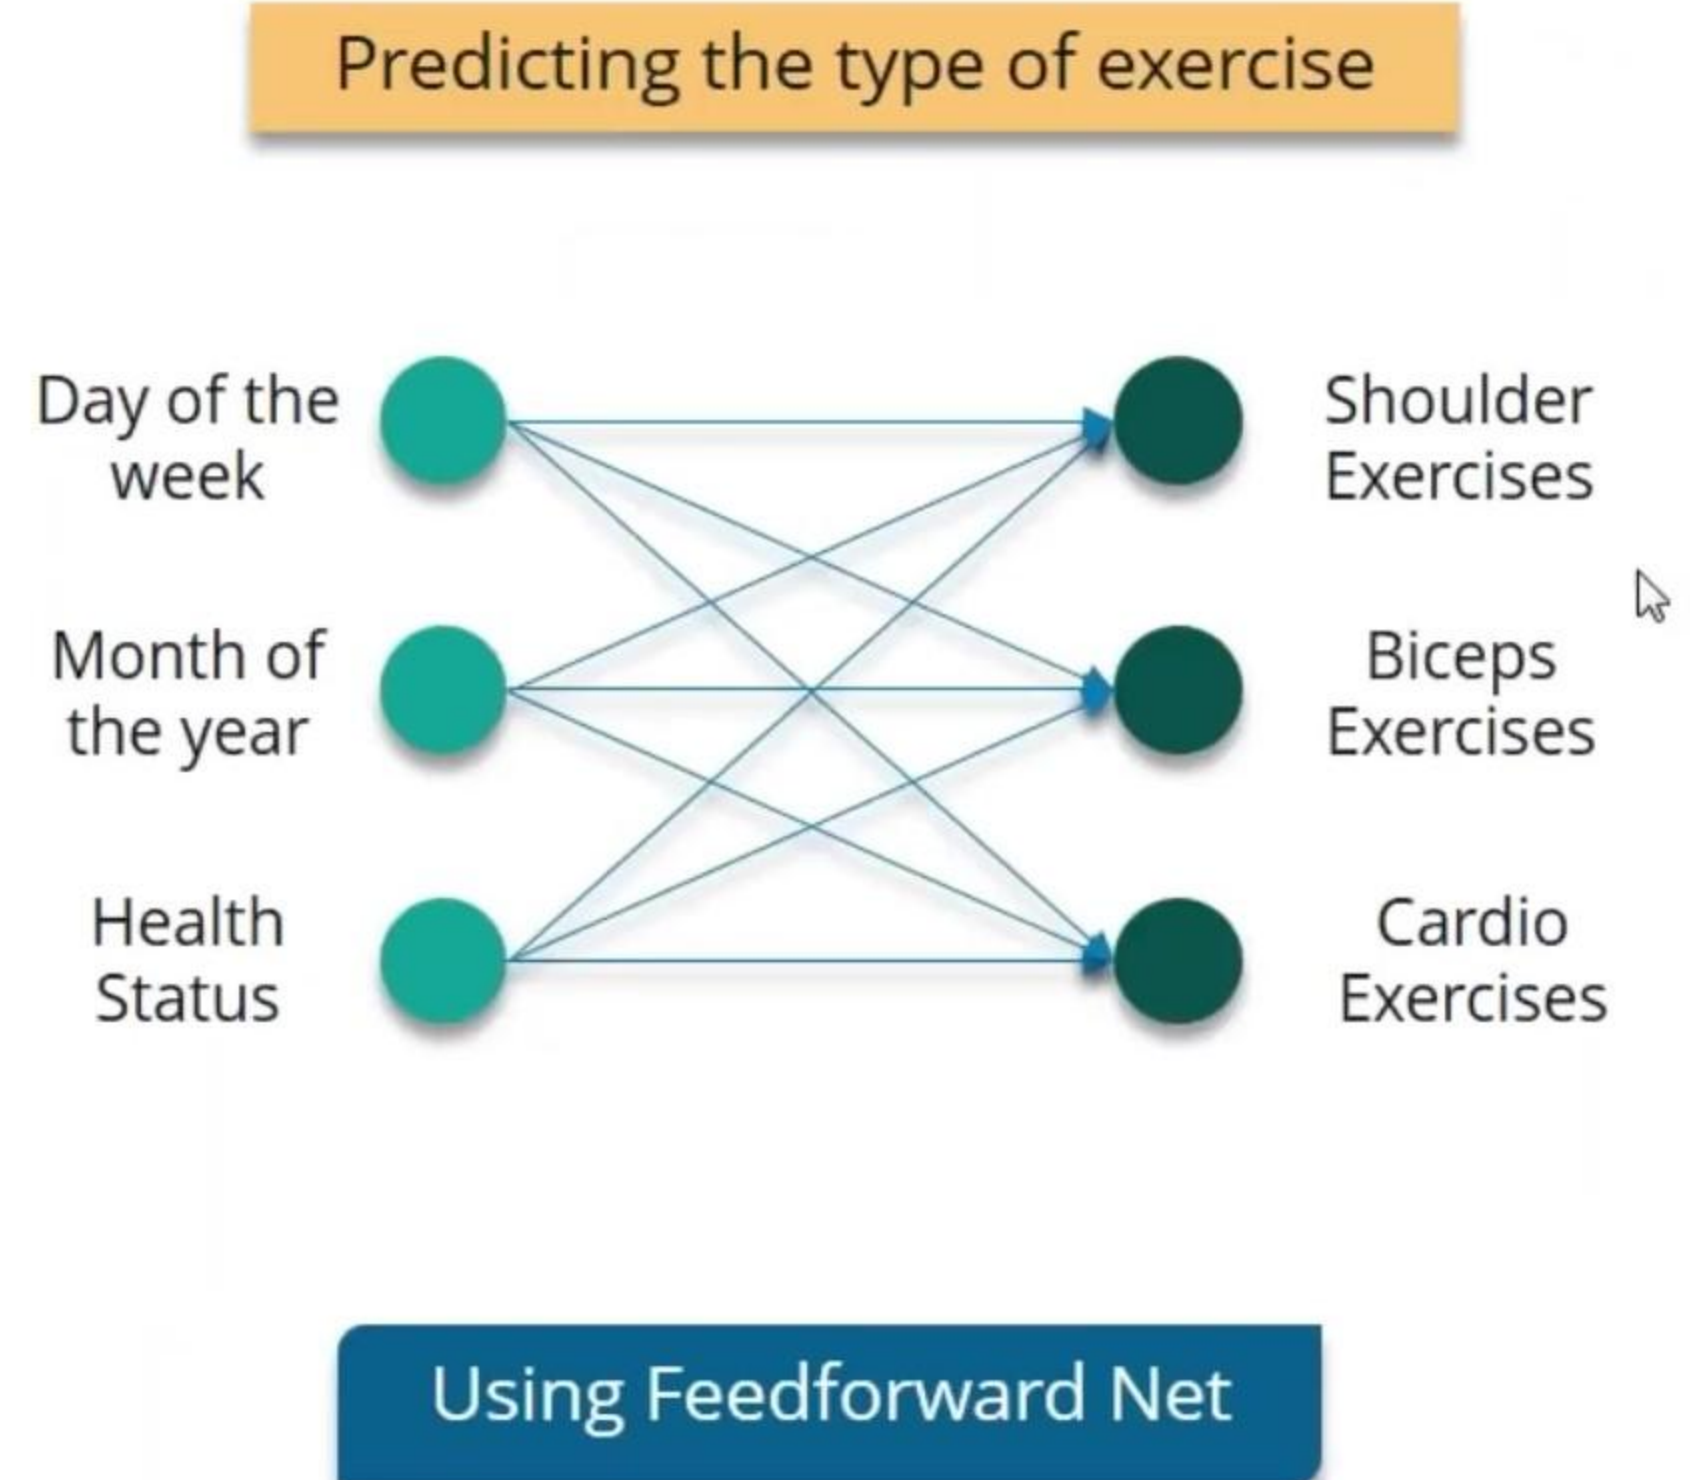 Predicting the type of exercise
Day of the
week
Shoulder
Exercises
Month of
the year
Biceps
Exercises
Health
Status
Cardio
Exercises
Using Feedforward Net